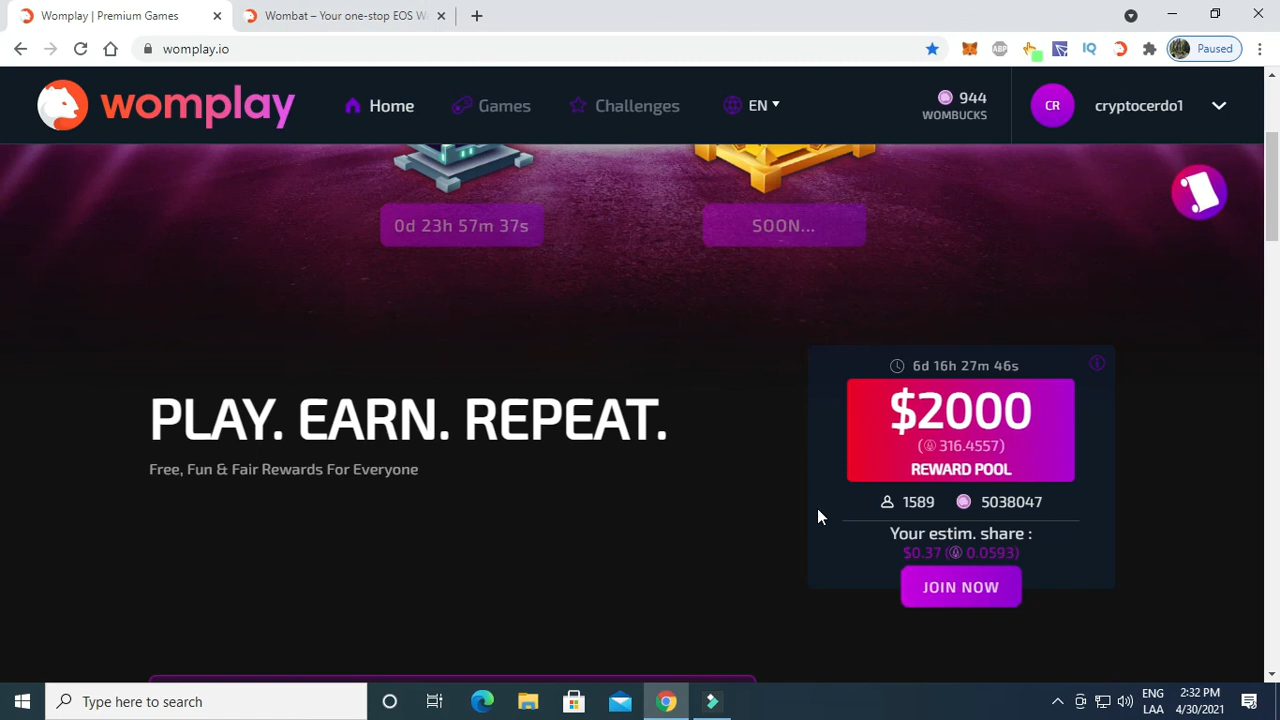 Womplay | Premium Games
Wombat – Your one-stop EOS W
womplay.io
ABP
IQ
Paused
womplay
Home
Games
Challenges
EN
944
WOMBUCKS
CR
cryptocerdo1
0d 23h 57m 37s
SOON...
6d 16h 27m 46s
$2000
(316.4557)
REWARD POOL
PLAY. EARN. REPEAT.
Free, Fun & Fair Rewards For Everyone
1589 5038047
Your estim. share :
$0.37 (0.0593)
JOIN NOW
Type here to search
ENG
LAA
2:32 PM
4/30/2021